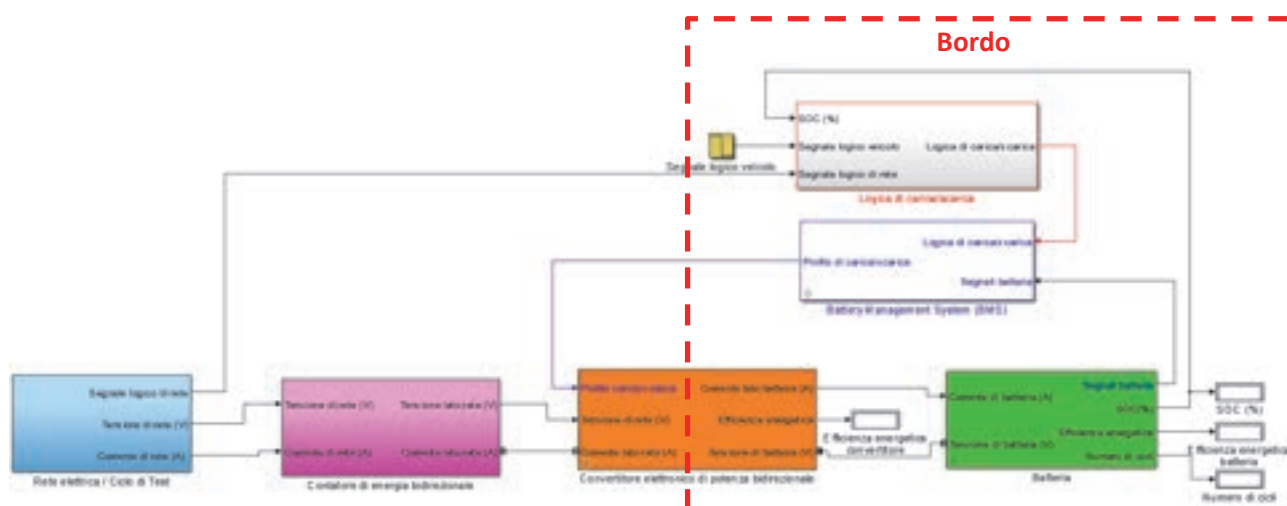 Bordo
SOC (%)
Segnale logico veicolo
Logica di carica/scarica
Segnale logico veicolo
Segnale logico di rete
Logica di carica/scarica
Logica di carica/scarica
Profilo di carica/scarica
Segnali batteria
Battery Management System (BMS)
Segnale logico di rete
Tensione di rete (V)
Corrente di rete (A)
Rete elettrica / Ciclo di Test
Tensione di rete (V)
Tensione lato rete (V)
Corrente di rete (A)
Corrente lato rete (A)
Contatore di energia bidirezionale
Profilo carica/scarica
Corrente lato batteria (A)
Tensione di rete (V)
Efficienza energetica
Corrente lato rete (A)
Tensione di batteria (V)
Convertitore elettronico di potenza bidirezionale
Efficienza energetica
convertitore
Corrente di batteria (A)
Segnali batteria
SOC(%)
Tensione di batteria (V)
Efficienza energetica
Numero di cicli
Batteria
SOC (%)
Efficienza energetica
batteria
Numero di cicli